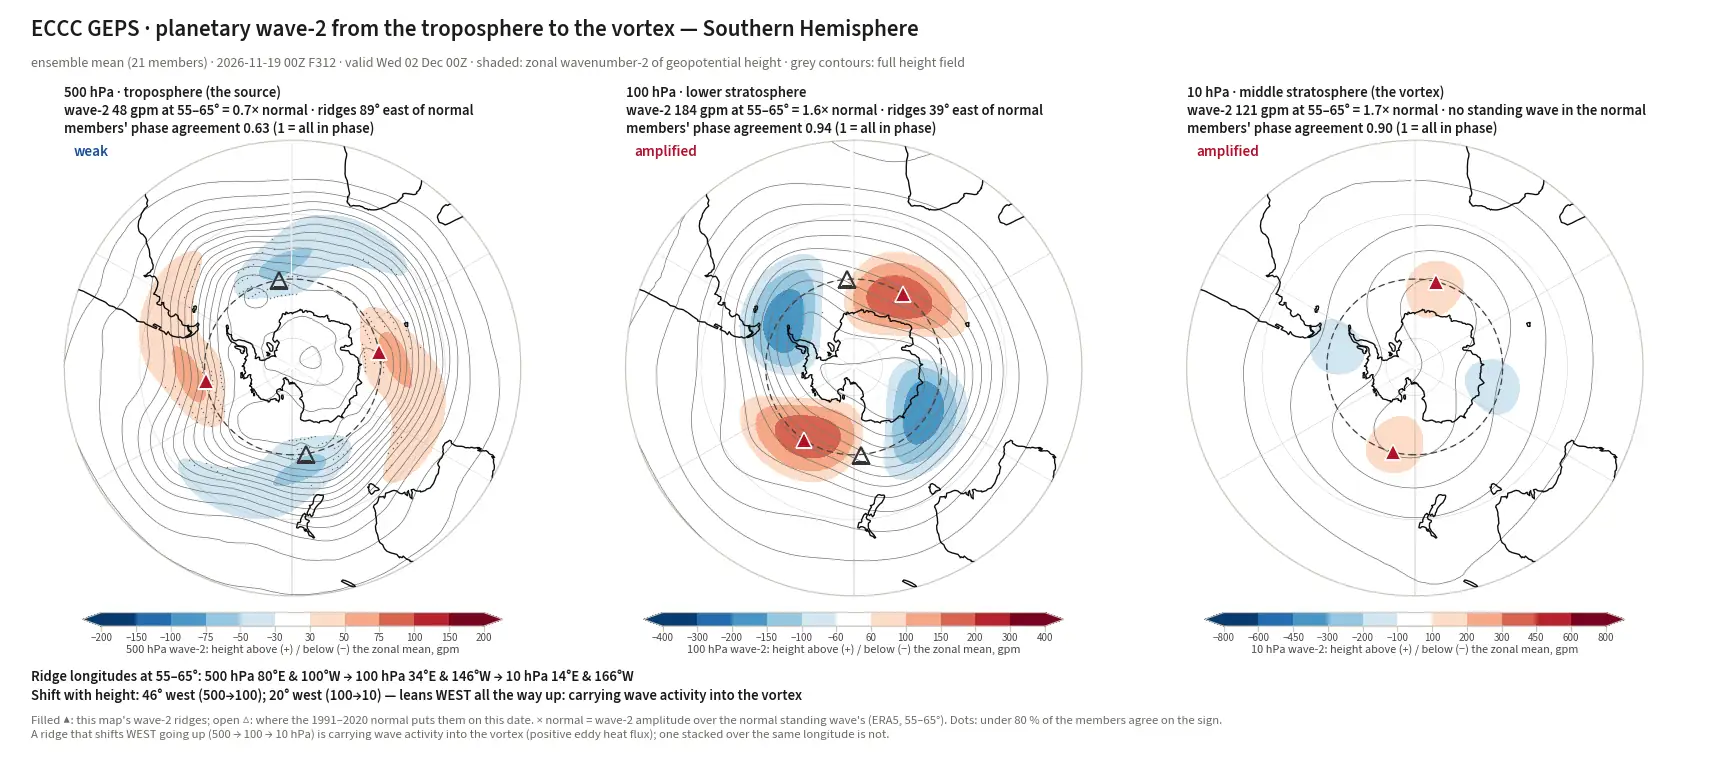 ECCC GEPS · planetary wave-2 from the troposphere to the vortex — Southern Hemisphere
ensemble mean (21 members) · 2026-11-19 00Z F312 · valid Wed 02 Dec 00Z · shaded: zonal wavenumber-2 of geopotential height · grey contours: full height field
500 hPa · troposphere (the source)
wave-2 48 gpm at 55–65° = 0.7× normal · ridges 89° east of normal
members' phase agreement 0.63 (1 = all in phase)
weak
100 hPa · lower stratosphere
wave-2 184 gpm at 55–65° = 1.6× normal · ridges 39° east of normal
members' phase agreement 0.94 (1 = all in phase)
amplified
10 hPa · middle stratosphere (the vortex)
wave-2 121 gpm at 55–65° = 1.7× normal · no standing wave in the normal
members' phase agreement 0.90 (1 = all in phase)
amplified
−200 −150 −100 −75 −50 −30 30 50 75 100 150 200
500 hPa wave-2: height above (+) / below (−) the zonal mean, gpm
−400 −300 −200 −150 −100 −60 60 100 150 200 300 400
100 hPa wave-2: height above (+) / below (−) the zonal mean, gpm
−800 −600 −450 −300 −200 −100 100 200 300 450 600 800
10 hPa wave-2: height above (+) / below (−) the zonal mean, gpm
Ridge longitudes at 55–65°: 500 hPa 80°E & 100°W → 100 hPa 34°E & 146°W → 10 hPa 14°E & 166°W
Shift with height: 46° west (500→100); 20° west (100→10) — leans WEST all the way up: carrying wave activity into the vortex
Filled ▲: this map's wave-2 ridges; open △: where the 1991–2020 normal puts them on this date. × normal = wave-2 amplitude over the normal standing wave's (ERA5, 55–65°). Dots: under 80 % of the members agree on the sign.
A ridge that shifts WEST going up (500 → 100 → 10 hPa) is carrying wave activity into the vortex (positive eddy heat flux); one stacked over the same longitude is not.